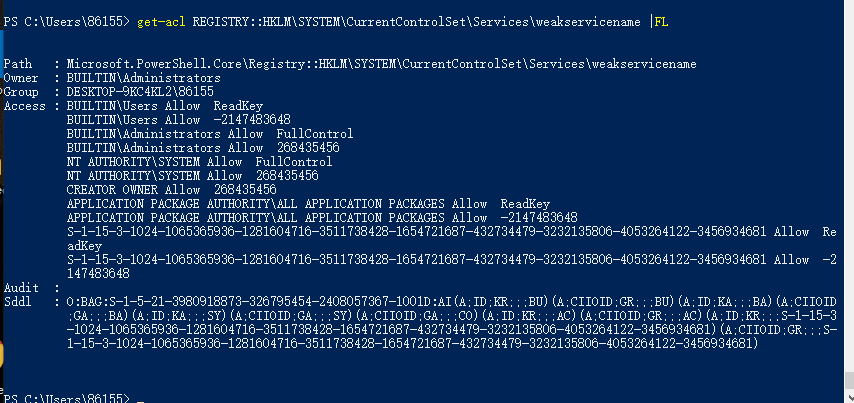 PS C:\Users\86155> get-acl REGISTRY::HKLM\SYSTEM\CurrentControlSet\Services\weakservicename |FL
Path   : Microsoft.PowerShell.Core\Registry::HKLM\SYSTEM\CurrentControlSet\Services\weakservicename
Owner  : BUILTIN\Administrators
Group  : DESKTOP-9KC4KL2\86155
Access : BUILTIN\Users Allow  ReadKey
BUILTIN\Users Allow  -2147483648
BUILTIN\Administrators Allow  FullControl
BUILTIN\Administrators Allow  268435456
NT AUTHORITY\SYSTEM Allow  FullControl
NT AUTHORITY\SYSTEM Allow  268435456
CREATOR OWNER Allow  268435456
APPLICATION PACKAGE AUTHORITY\ALL APPLICATION PACKAGES Allow  ReadKey
APPLICATION PACKAGE AUTHORITY\ALL APPLICATION PACKAGES Allow  -2147483648
S-1-15-3-1024-1065365936-1281604716-3511738428-1654721687-432734479-3232135806-4053264122-3456934681 Allow  Re
adKey
S-1-15-3-1024-1065365936-1281604716-3511738428-1654721687-432734479-3232135806-4053264122-3456934681 Allow  -2
147483648
Audit  :
Sddl   : O:BAG:S-1-5-21-3980918873-326795454-2408057367-1001D:AI(A;ID;KR;;;BU)(A;CIIOID;GR;;;BU)(A;ID;KA;;;BA)(A;CIIOID
;GA;;;BA)(A;ID;KA;;;SY)(A;CIIOID;GA;;;SY)(A;CIIOID;GA;;;CO)(A;ID;KR;;;AC)(A;CIIOID;GR;;;AC)(A;ID;KR;;;S-1-15-3
-1024-1065365936-1281604716-3511738428-1654721687-432734479-3232135806-4053264122-3456934681)(A;CIIOID;GR;;;S-
1-15-3-1024-1065365936-1281604716-3511738428-1654721687-432734479-3232135806-4053264122-3456934681)
PS C:\Users\86155> _